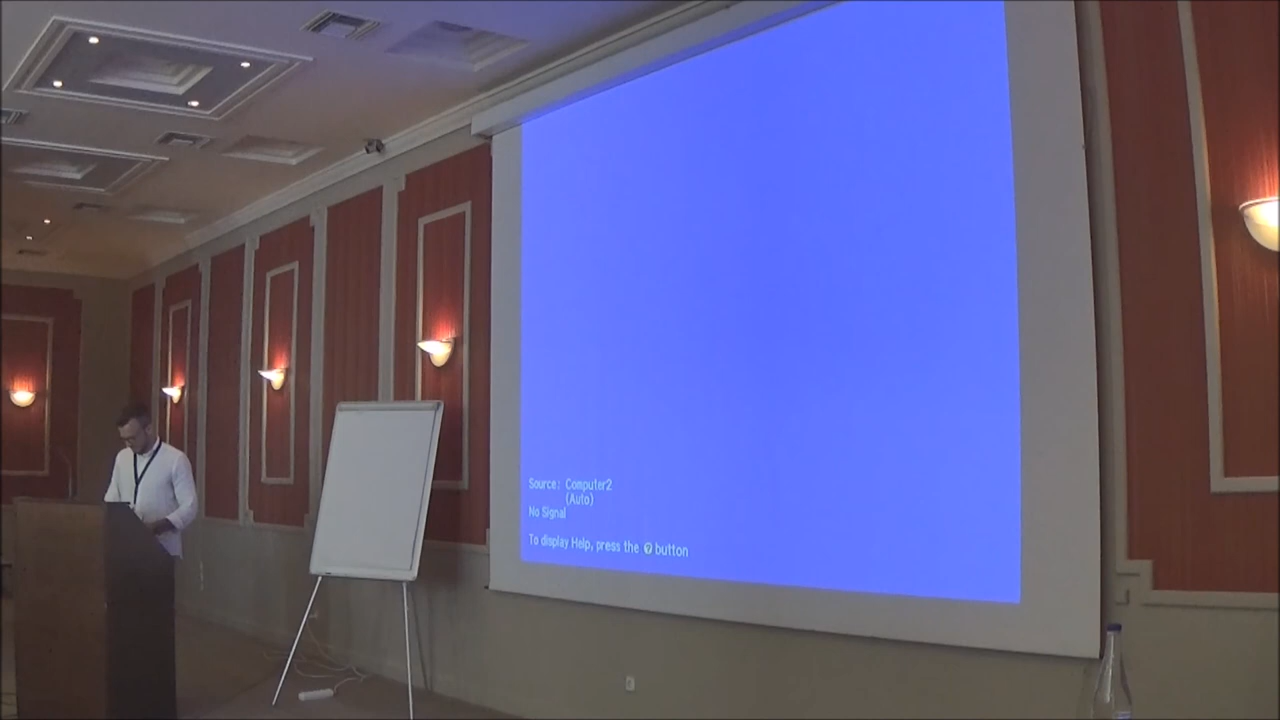 Source: Computer2
(Auto)
No Signal
To display Help, press the ? button